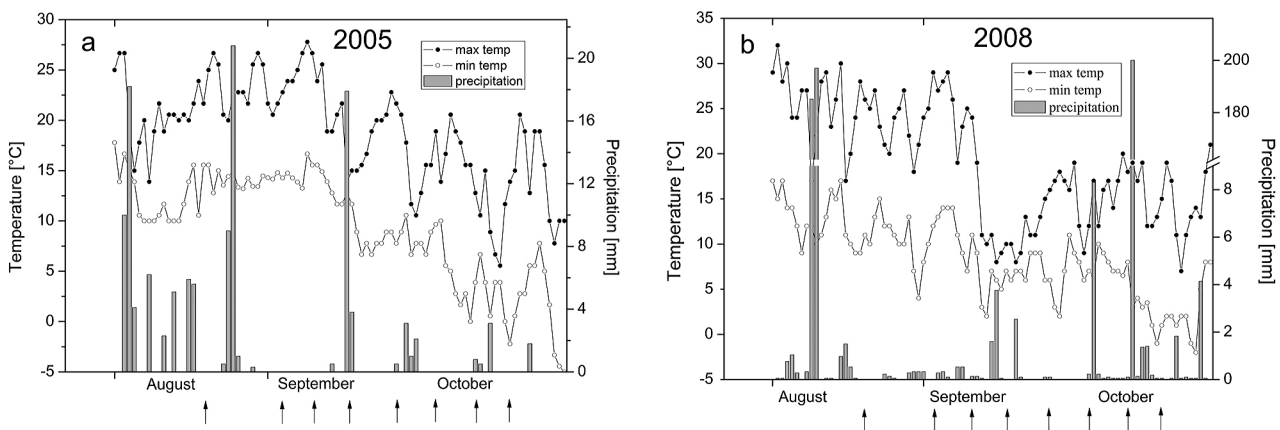 a
2005
max temp
min temp
precipitation
30
25
20
15
10
5
0
-5
Temperature [°C]
20
16
12
8
4
0
Precipitation [mm]
August
September
October
b
2008
max temp
min temp
precipitation
35
30
25
20
15
10
5
0
-5
Temperature [°C]
200
180
8
6
4
2
0
Precipitation [mm]
August
September
October